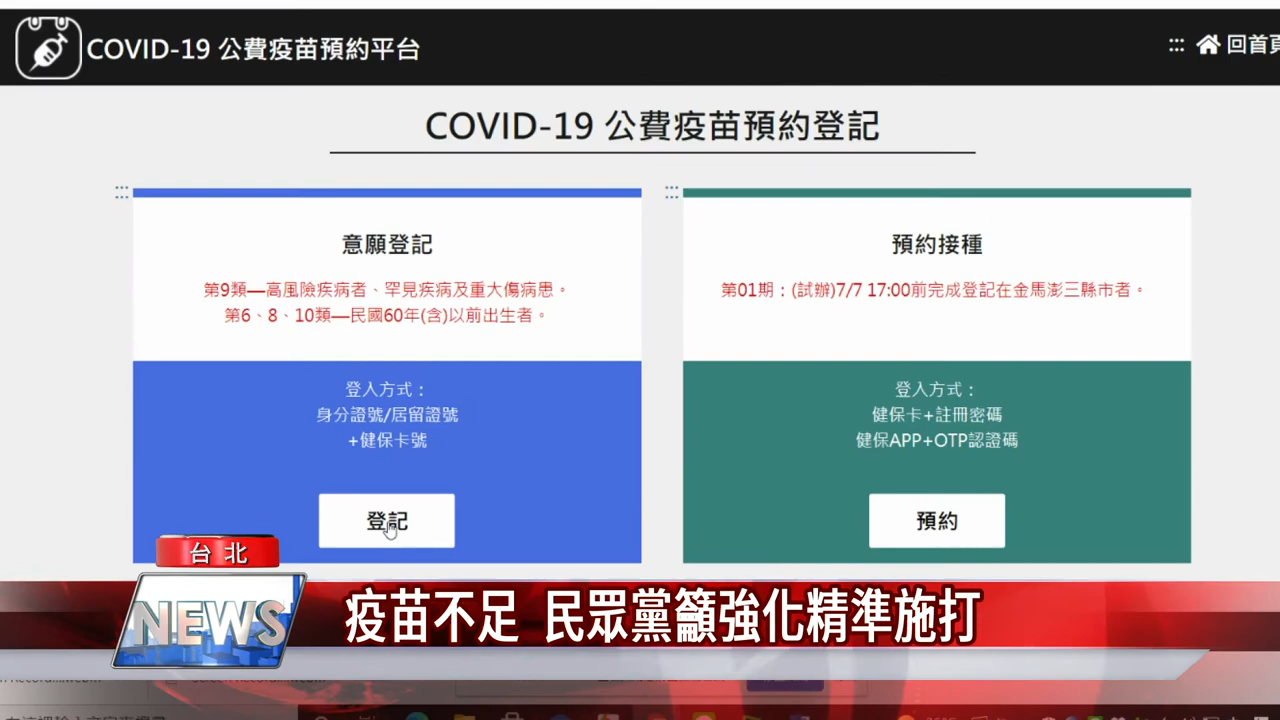 COVID-19 公費疫苗預約平台
回首頁
COVID-19 公費疫苗預約登記
意願登記
第9類—高風險疾病者、罕見疾病及重大傷病患。
第6、8、10類—民國60年(含)以前出生者。
登入方式：
身分證號/居留證號
+健保卡號
登記
預約接種
第01期：(試辦)7/7 17:00前完成登記在金馬澎三縣市者。
登入方式：
健保卡+註冊密碼
健保APP+OTP認證碼
預約
台北
NEWS
疫苗不足 民眾黨籲強化精準施打